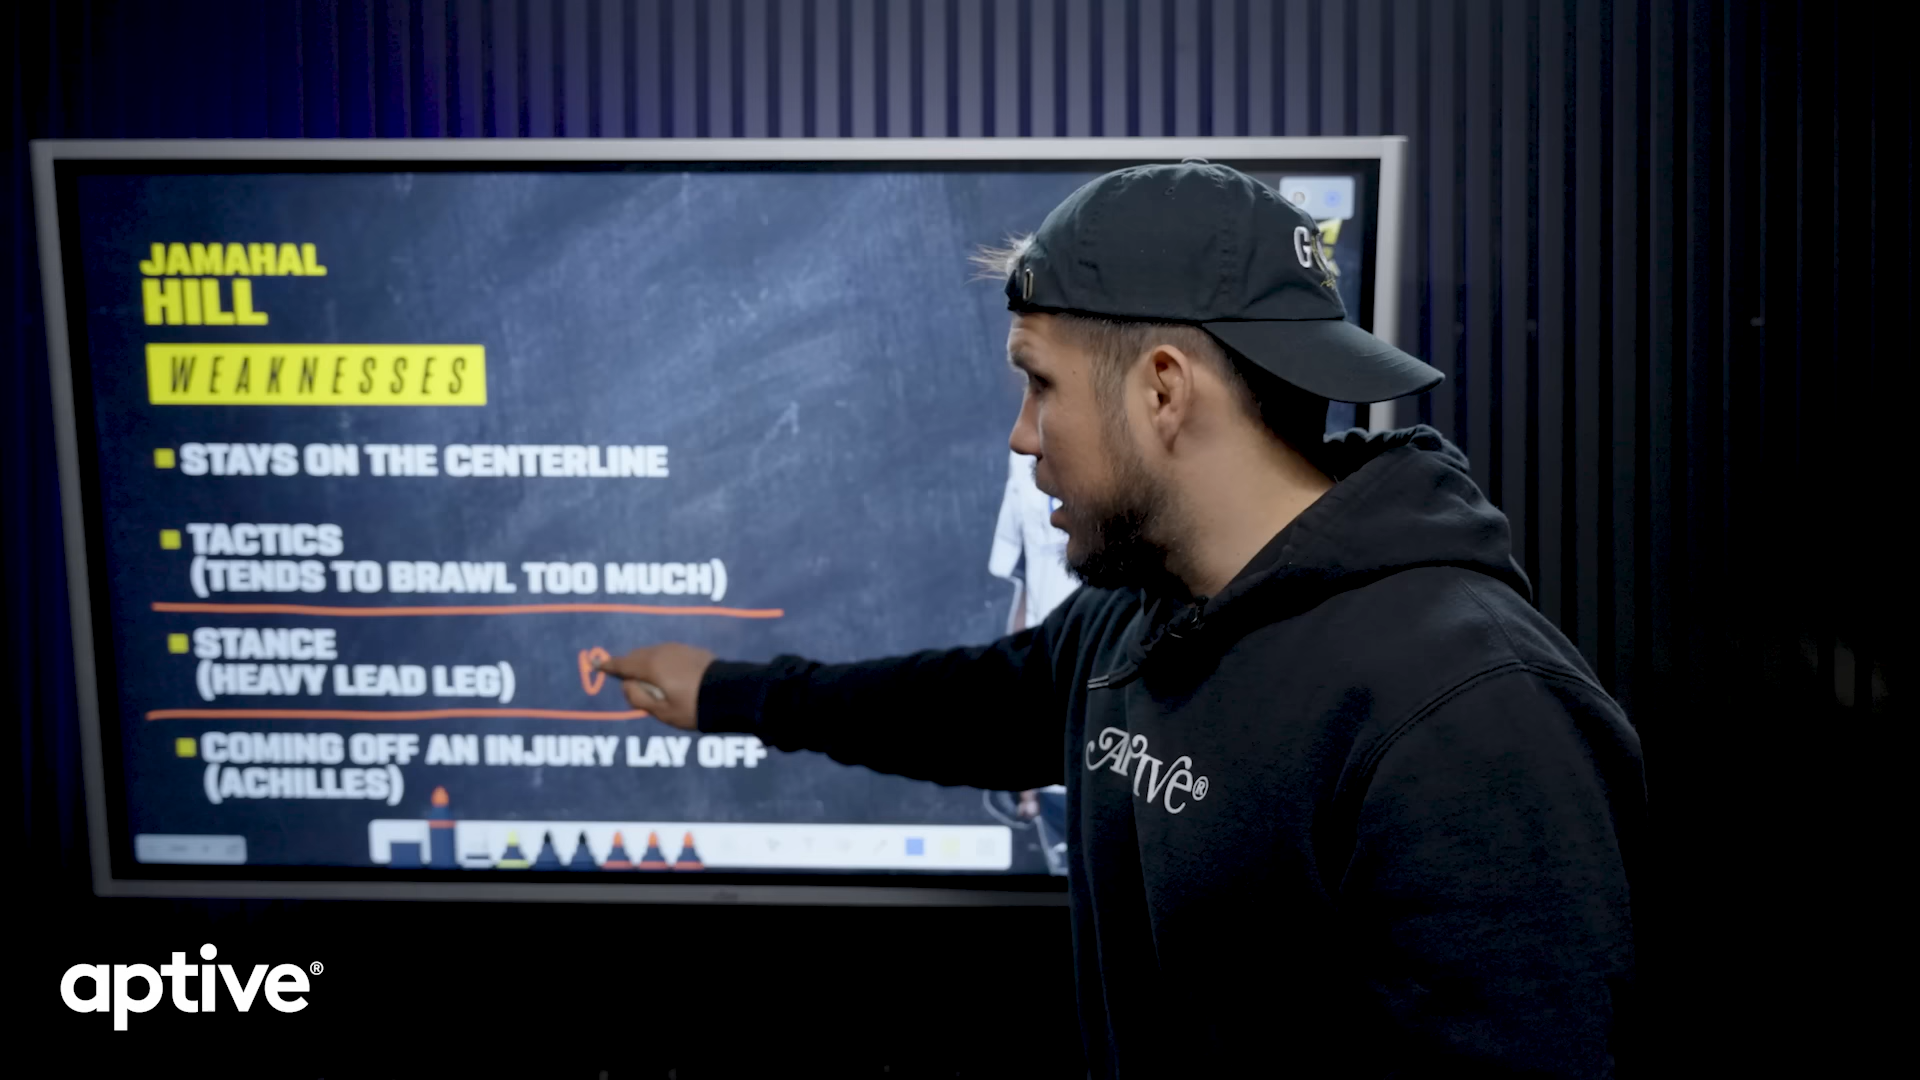 JAMAHAL
HILL
WEAKNESSES
STAYS ON THE CENTERLINE
TACTICS
(TENDS TO BRAWL TOO MUCH)
STANCE
(HEAVY LEAD LEG)
COMING OFF AN INJURY LAY OFF
(ACHILLES)
Aptive®
aptive®